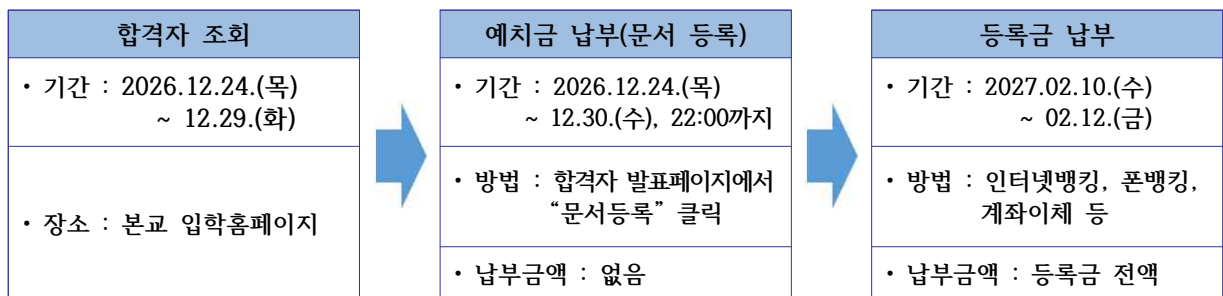 합격자 조회
• 기간 : 2026.12.24.(목)
~ 12.29.(화)
• 장소 : 본교 입학홈페이지
예치금 납부(문서 등록)
• 기간 : 2026.12.24.(목)
~ 12.30.(수), 22:00까지
• 방법 : 합격자 발표페이지에서
“문서등록” 클릭
• 납부금액 : 없음
등록금 납부
• 기간 : 2027.02.10.(수)
~ 02.12.(금)
• 방법 : 인터넷뱅킹, 폰뱅킹,
계좌이체 등
• 납부금액 : 등록금 전액